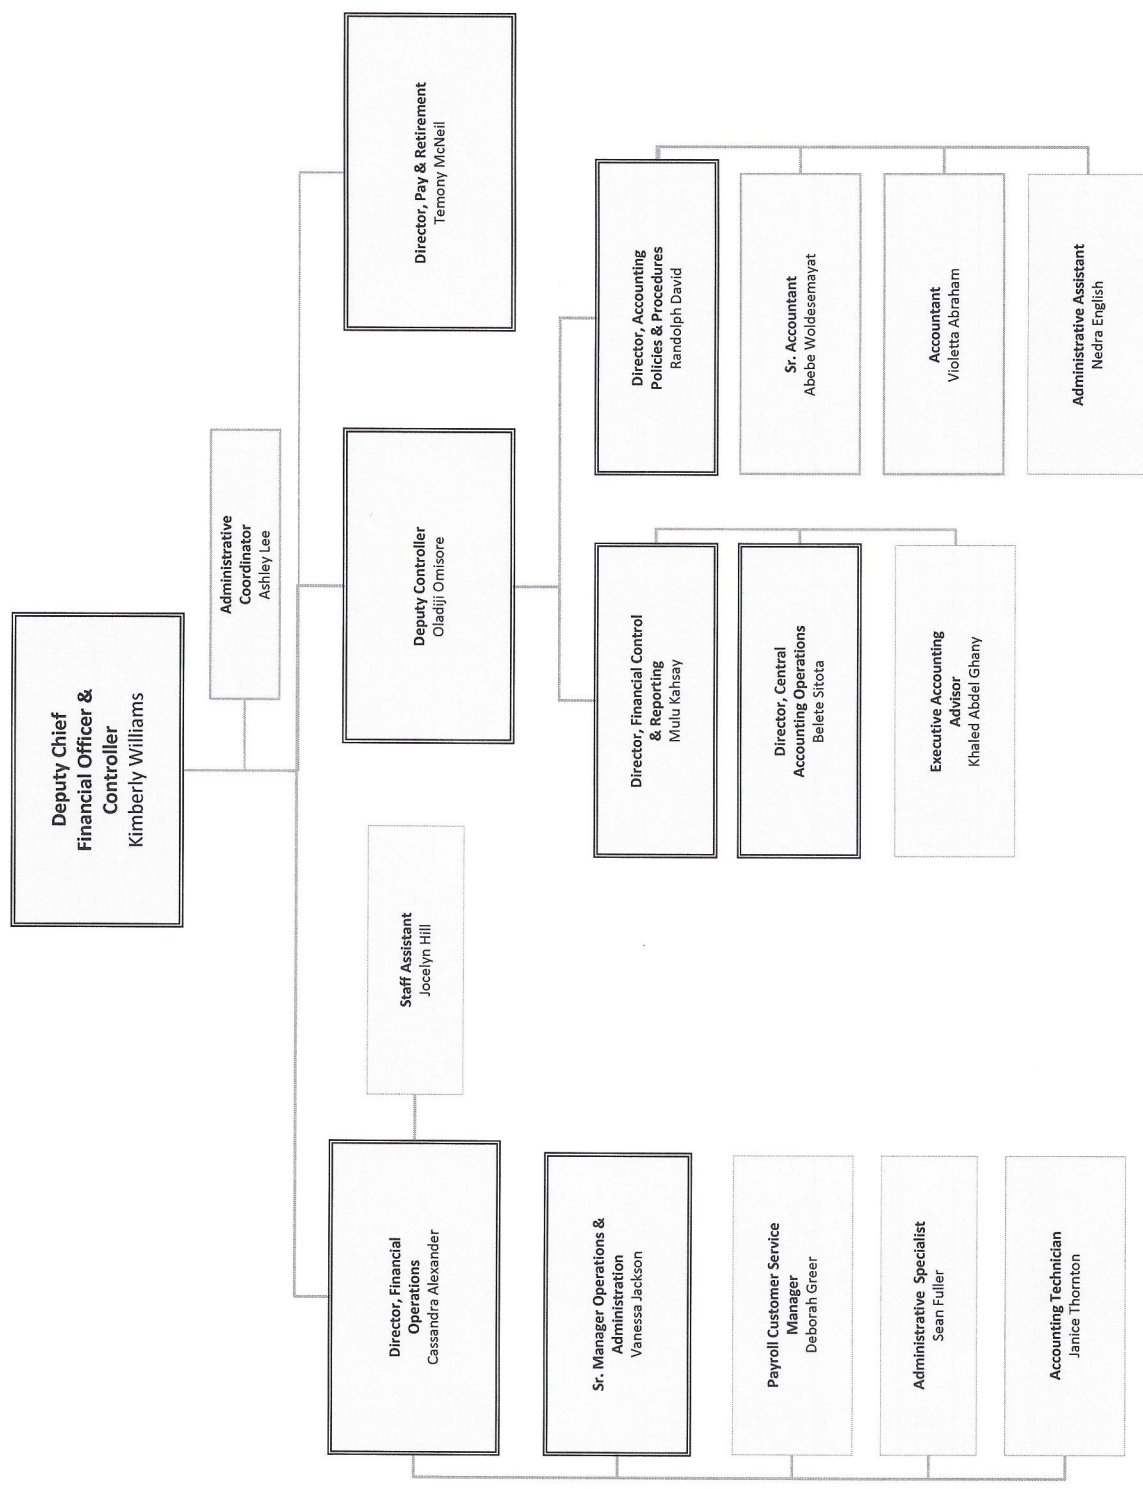 Deputy Chief
Financial Officer &
Controller
Kimberly Williams
Administrative
Coordinator
Ashley Lee
Director, Financial
Operations
Cassandra Alexander
Staff Assistant
Jocelyn Hill
Deputy Controller
Oladiji Omisore
Director, Pay & Retirement
Temony McNeil
Sr. Manager Operations &
Administration
Vanessa Jackson
Payroll Customer Service
Manager
Deborah Greer
Administrative Specialist
Sean Fuller
Accounting Technician
Janice Thornton
Director, Financial Control
& Reporting
Mulu Kahsay
Director, Central
Accounting Operations
Belete Sitota
Executive Accounting
Advisor
Khaled Abdel Ghany
Director, Accounting
Policies & Procedures
Randolph David
Sr. Accountant
Abebe Woldesemayat
Accountant
Violetta Abraham
Administrative Assistant
Nedra English